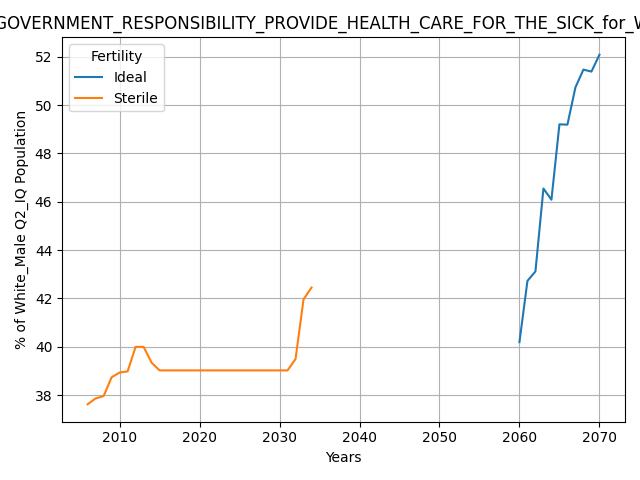 GOVERNMENT_RESPONSIBILITY_PROVIDE_HEALTH_CARE_FOR_THE_SICK_for_W
Fertility
Ideal
Sterile
% of White_Male Q2_IQ Population
52
50
48
46
44
42
40
38
2010 2020 2030 2040 2050 2060 2070
Years